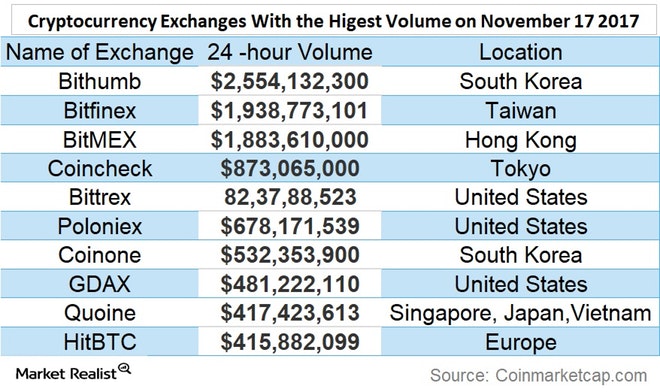 Cryptocurrency Exchanges With the Higest Volume on November 17 2017
Name of Exchange 24 -hour Volume Location
Bithumb $2,554,132,300 South Korea
Bitfinex $1,938,773,101 Taiwan
BitMEX $1,883,610,000 Hong Kong
Coincheck $873,065,000 Tokyo
Bittrex 82,37,88,523 United States
Poloniex $678,171,539 United States
Coinone $532,353,900 South Korea
GDAX $481,222,110 United States
Quoine $417,423,613 Singapore, Japan,Vietnam
HitBTC $415,882,099 Europe
Market Realist Source: Coinmarketcap.com